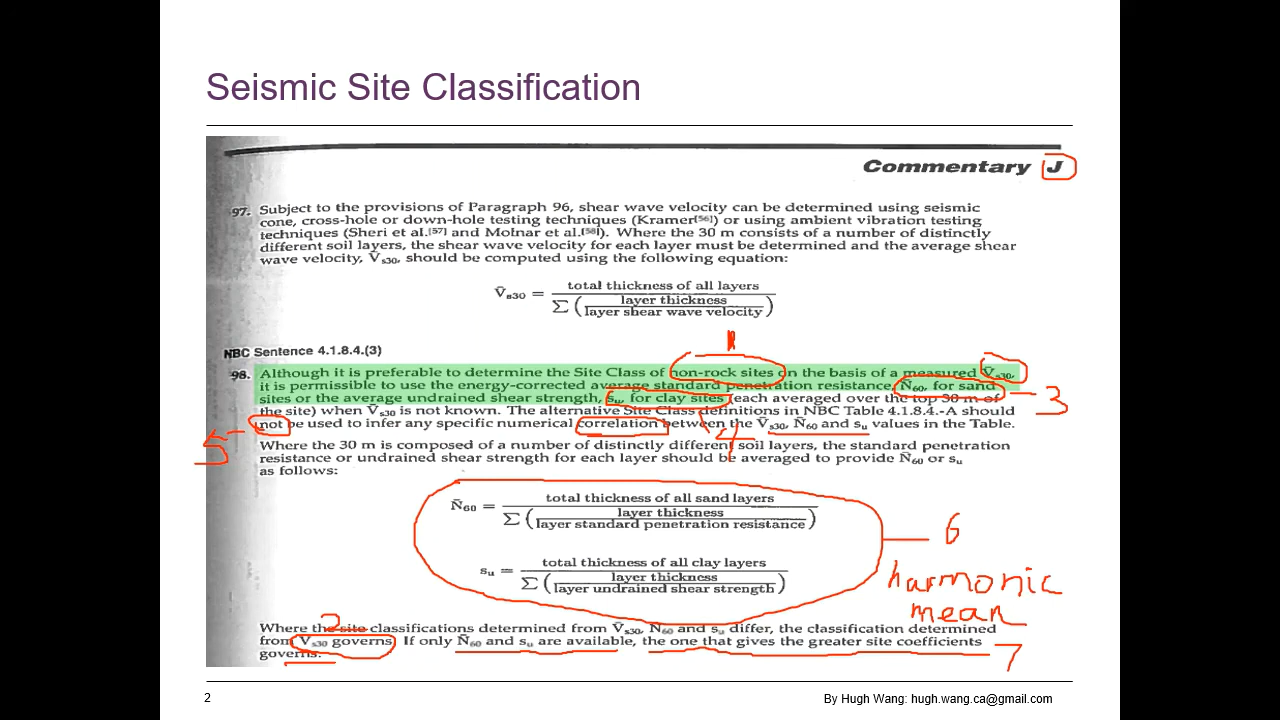 Seismic Site Classification
Commentary J
97. Subject to the provisions of Paragraph 96, shear wave velocity can be determined using seismic
cone, cross-hole or down-hole testing techniques (Kramer[56]) or using ambient vibration testing
techniques (Sheri et al.[57] and Molnar et al.[58]). Where the 30 m consists of a number of distinctly
different soil layers, the shear wave velocity for each layer must be determined and the average shear
wave velocity, V̄s30, should be computed using the following equation:
V̄s30 = total thickness of all layers
∑ (layer thickness
layer shear wave velocity)
1
NBC Sentence 4.1.8.4.(3)
98. Although it is preferable to determine the Site Class of non-rock sites on the basis of a measured V̄s30,
it is permissible to use the energy-corrected average standard penetration resistance, N̄60, for sand
sites or the average undrained shear strength, su, for clay sites (each averaged over the top 30 m of
3
the site) when V̄s30 is not known. The alternative Site Class definitions in NBC Table 4.1.8.4.-A should
not be used to infer any specific numerical correlation between the V̄s30, N̄60 and su values in the Table.
5
4
Where the 30 m is composed of a number of distinctly different soil layers, the standard penetration
resistance or undrained shear strength for each layer should be averaged to provide N̄60 or su
as follows:
N̄60 = total thickness of all sand layers
∑ (layer thickness
layer standard penetration resistance)
6
su = total thickness of all clay layers
∑ (layer thickness
layer undrained shear strength)
harmonic
mean
2
Where the site classifications determined from V̄s30, N̄60 and su differ, the classification determined
from V̄s30 governs. If only N̄60 and su are available, the one that gives the greater site coefficients
governs.
7
2
By Hugh Wang: hugh.wang.ca@gmail.com